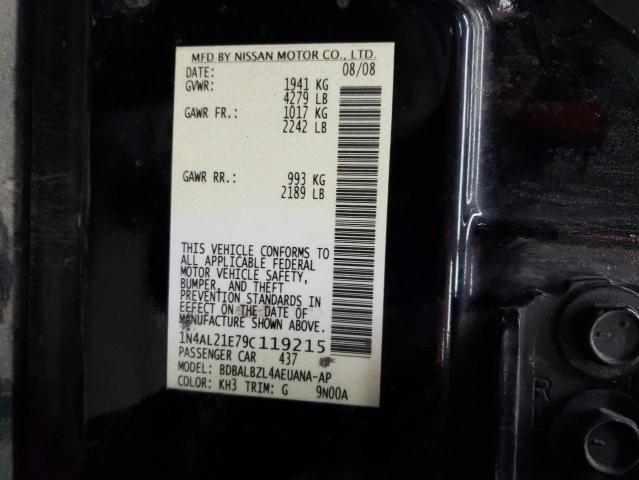 MFD BY NISSAN MOTOR CO., LTD.
DATE: 08/08
GVWR: 1941 KG
4279 LB
GAWR FR.: 1017 KG
2242 LB
GAWR RR.: 993 KG
2189 LB
THIS VEHICLE CONFORMS TO
ALL APPLICABLE FEDERAL
MOTOR VEHICLE SAFETY,
BUMPER, AND THEFT
PREVENTION STANDARDS IN
EFFECT ON THE DATE OF
MANUFACTURE SHOWN ABOVE.
1N4AL21E79C119215
PASSENGER CAR 437
MODEL: BDBALBZL4AEUANA-AP
COLOR: KH3 TRIM: G 9N00A
R